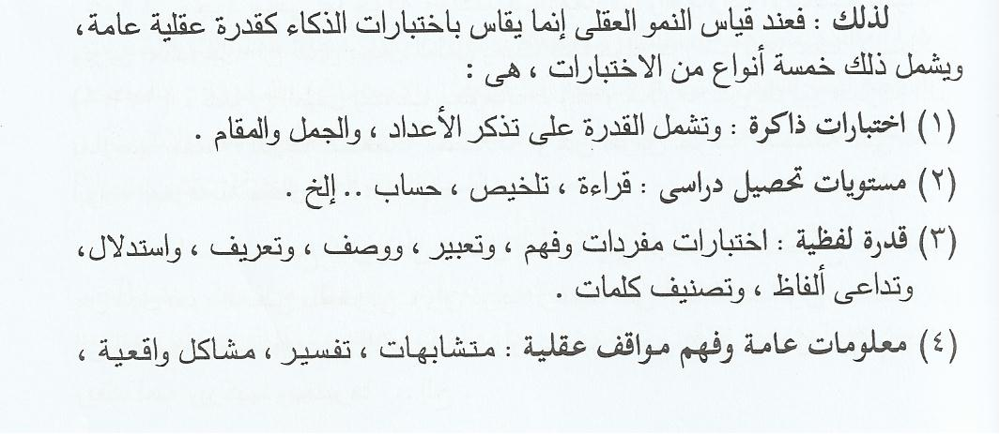 لذلك : فعند قياس النمو العقلى إنما يقاس باختبارات الذكاء كقدرة عقلية عامة،
ويشمل ذلك خمسة أنواع من الاختبارات ، هى :
(١) اختبارات ذاكرة : وتشمل القدرة على تذكر الأعداد ، والجمل والمقام .
(٢) مستويات تحصيل دراسى : قراءة ، تلخيص ، حساب .. إلخ .
(٣) قدرة لفظية : اختبارات مفردات وفهم ، وتعبير ، ووصف ، وتعريف ، واستدلال،
وتداعى ألفاظ ، وتصنيف كلمات .
(٤) معلومات عامة وفهم مواقف عقلية : متشابهات ، تفسير ، مشاكل واقعية ،